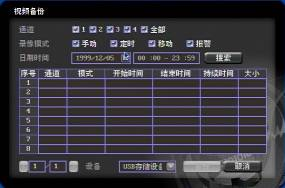 视频备份
通道 1 2 3 4 全部
录像模式 手动 定时 移动 报警
日期时间 1999/12/05 00:00-23:59 搜索
序号 通道 模式 开始时间 结束时间 持续时间 大小
1
2
3
4
5
6
7
8
1 / 1 设备 USB存储设备 取消